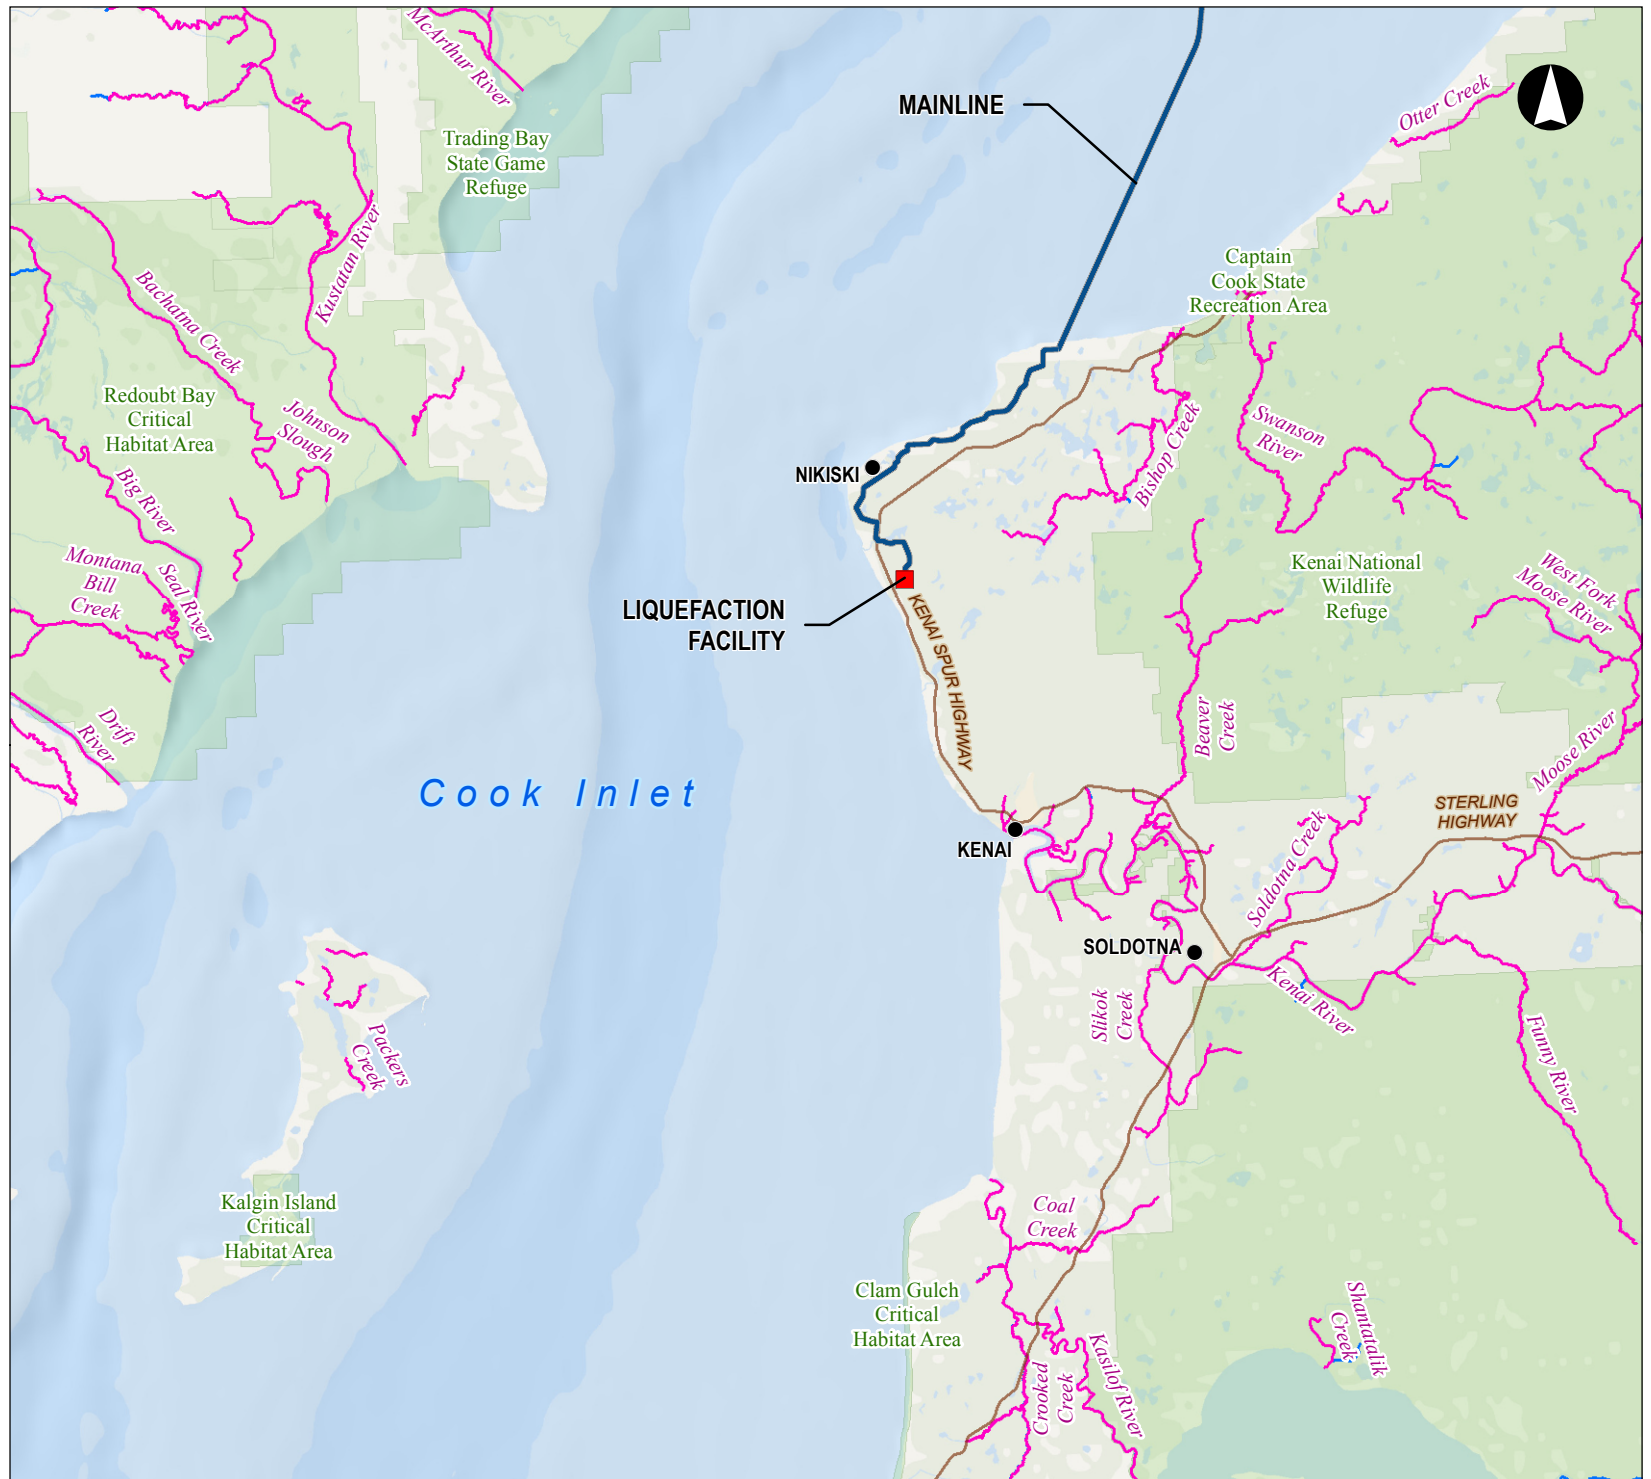 McArthur River
MAINLINE
Otter Creek
Trading Bay
State Game
Refuge
Kustatan River
Bachatna Creek
Captain
Cook State
Recreation Area
Redoubt Bay
Critical
Habitat Area
Johnson
Slough
Bishop Creek
Swanson
River
NIKISKI
Big River
Montana
Bill
Creek
Seal River
Kenai National
Wildlife
Refuge
West Fork
Moose River
LIQUEFACTION
FACILITY
KENAI SPUR HIGHWAY
Drift
River
Beaver
Creek
Moose River
Cook Inlet
STERLING
HIGHWAY
KENAI
Soldotna Creek
SOLDOTNA
Slikok
Creek
Kenai River
Packers
Creek
Funny River
Kalgin Island
Critical
Habitat Area
Coal
Creek
Clam Gulch
Critical
Habitat Area
Shantatalik
Creek
Crooked
Creek
Kasilof River